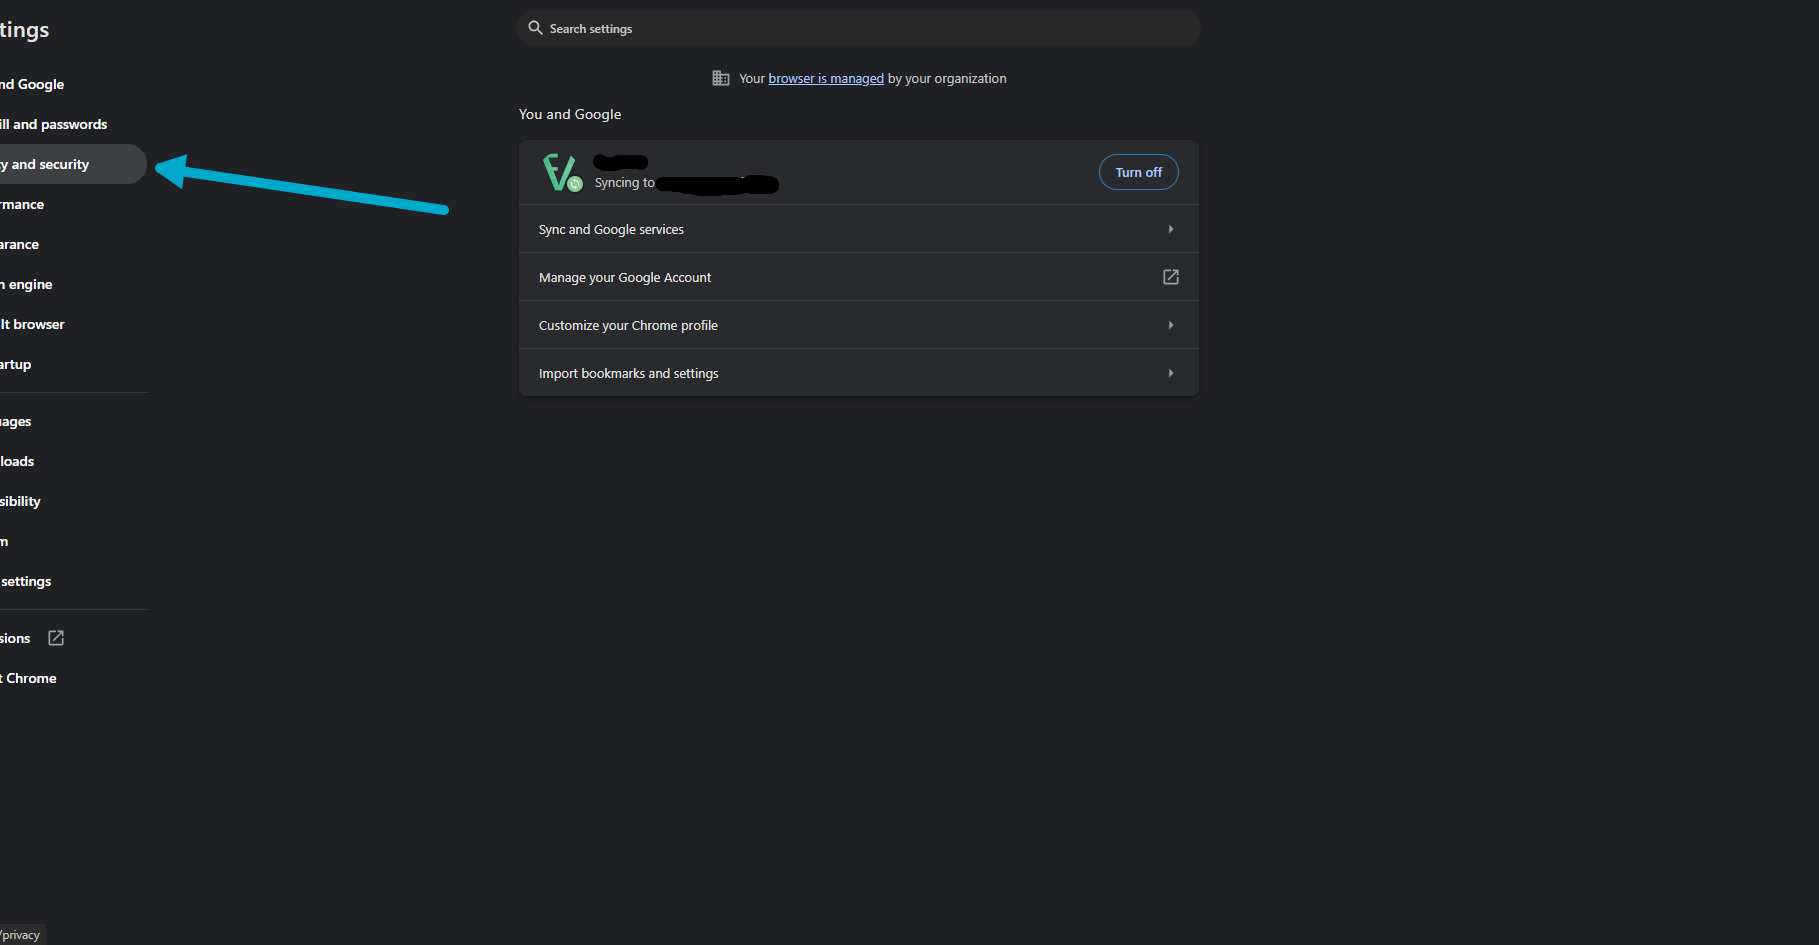 tings
nd Google
ill and passwords
cy and security
rmance
arance
n engine
lt browser
artup
uages
loads
sibility
m
settings
sions
t Chrome
/privacy
Search settings
Your browser is managed by your organization
You and Google
Syncing to
Turn off
Sync and Google services
Manage your Google Account
Customize your Chrome profile
Import bookmarks and settings